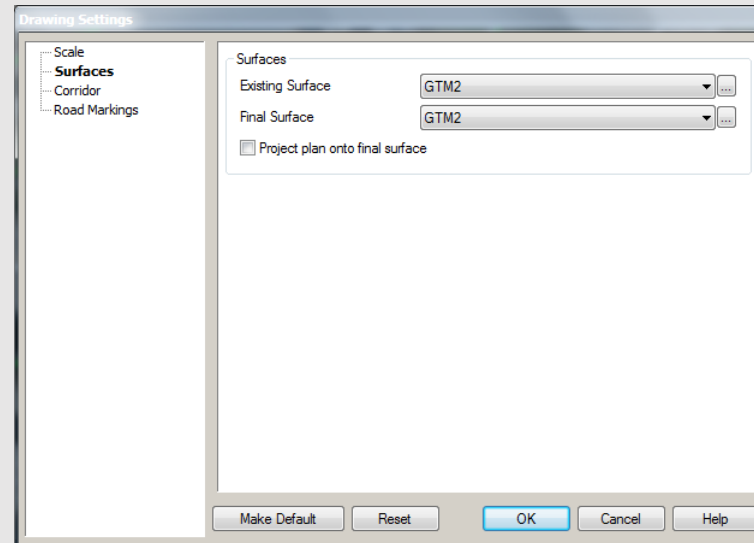 Drawing Settings
Scale
Surfaces
Corridor
Road Markings
Surfaces
Existing Surface GTM2 ...
Final Surface GTM2 ...
Project plan onto final surface
Make Default Reset OK Cancel Help